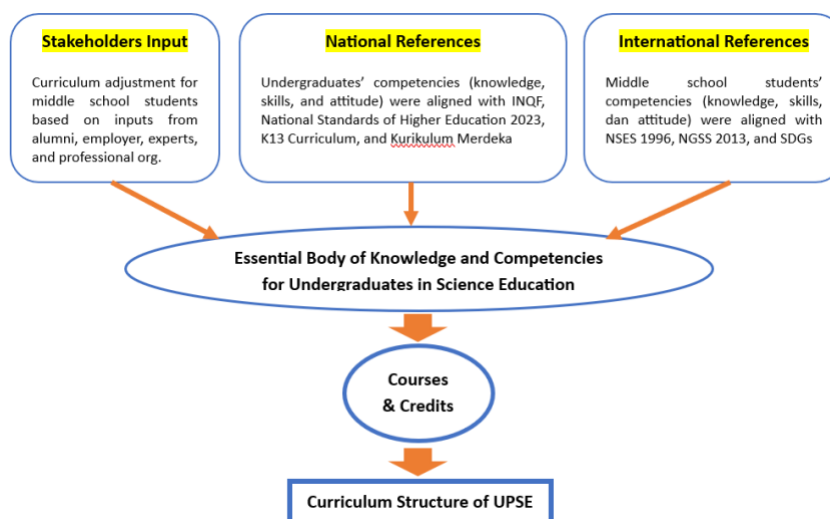 Stakeholders Input
Curriculum adjustment for
middle school students
based on inputs from
alumni, employer, experts,
and professional org.
National References
Undergraduates' competencies (knowledge,
skills, and attitude) were aligned with INQF,
National Standards of Higher Education 2023,
K13 Curriculum, and Kurikulum Merdeka
International References
Middle school students'
competencies (knowledge, skills,
dan attitude) were aligned with
NSES 1996, NGSS 2013, and SDGs
Essential Body of Knowledge and Competencies
for Undergraduates in Science Education
Courses
& Credits
Curriculum Structure of UPSE